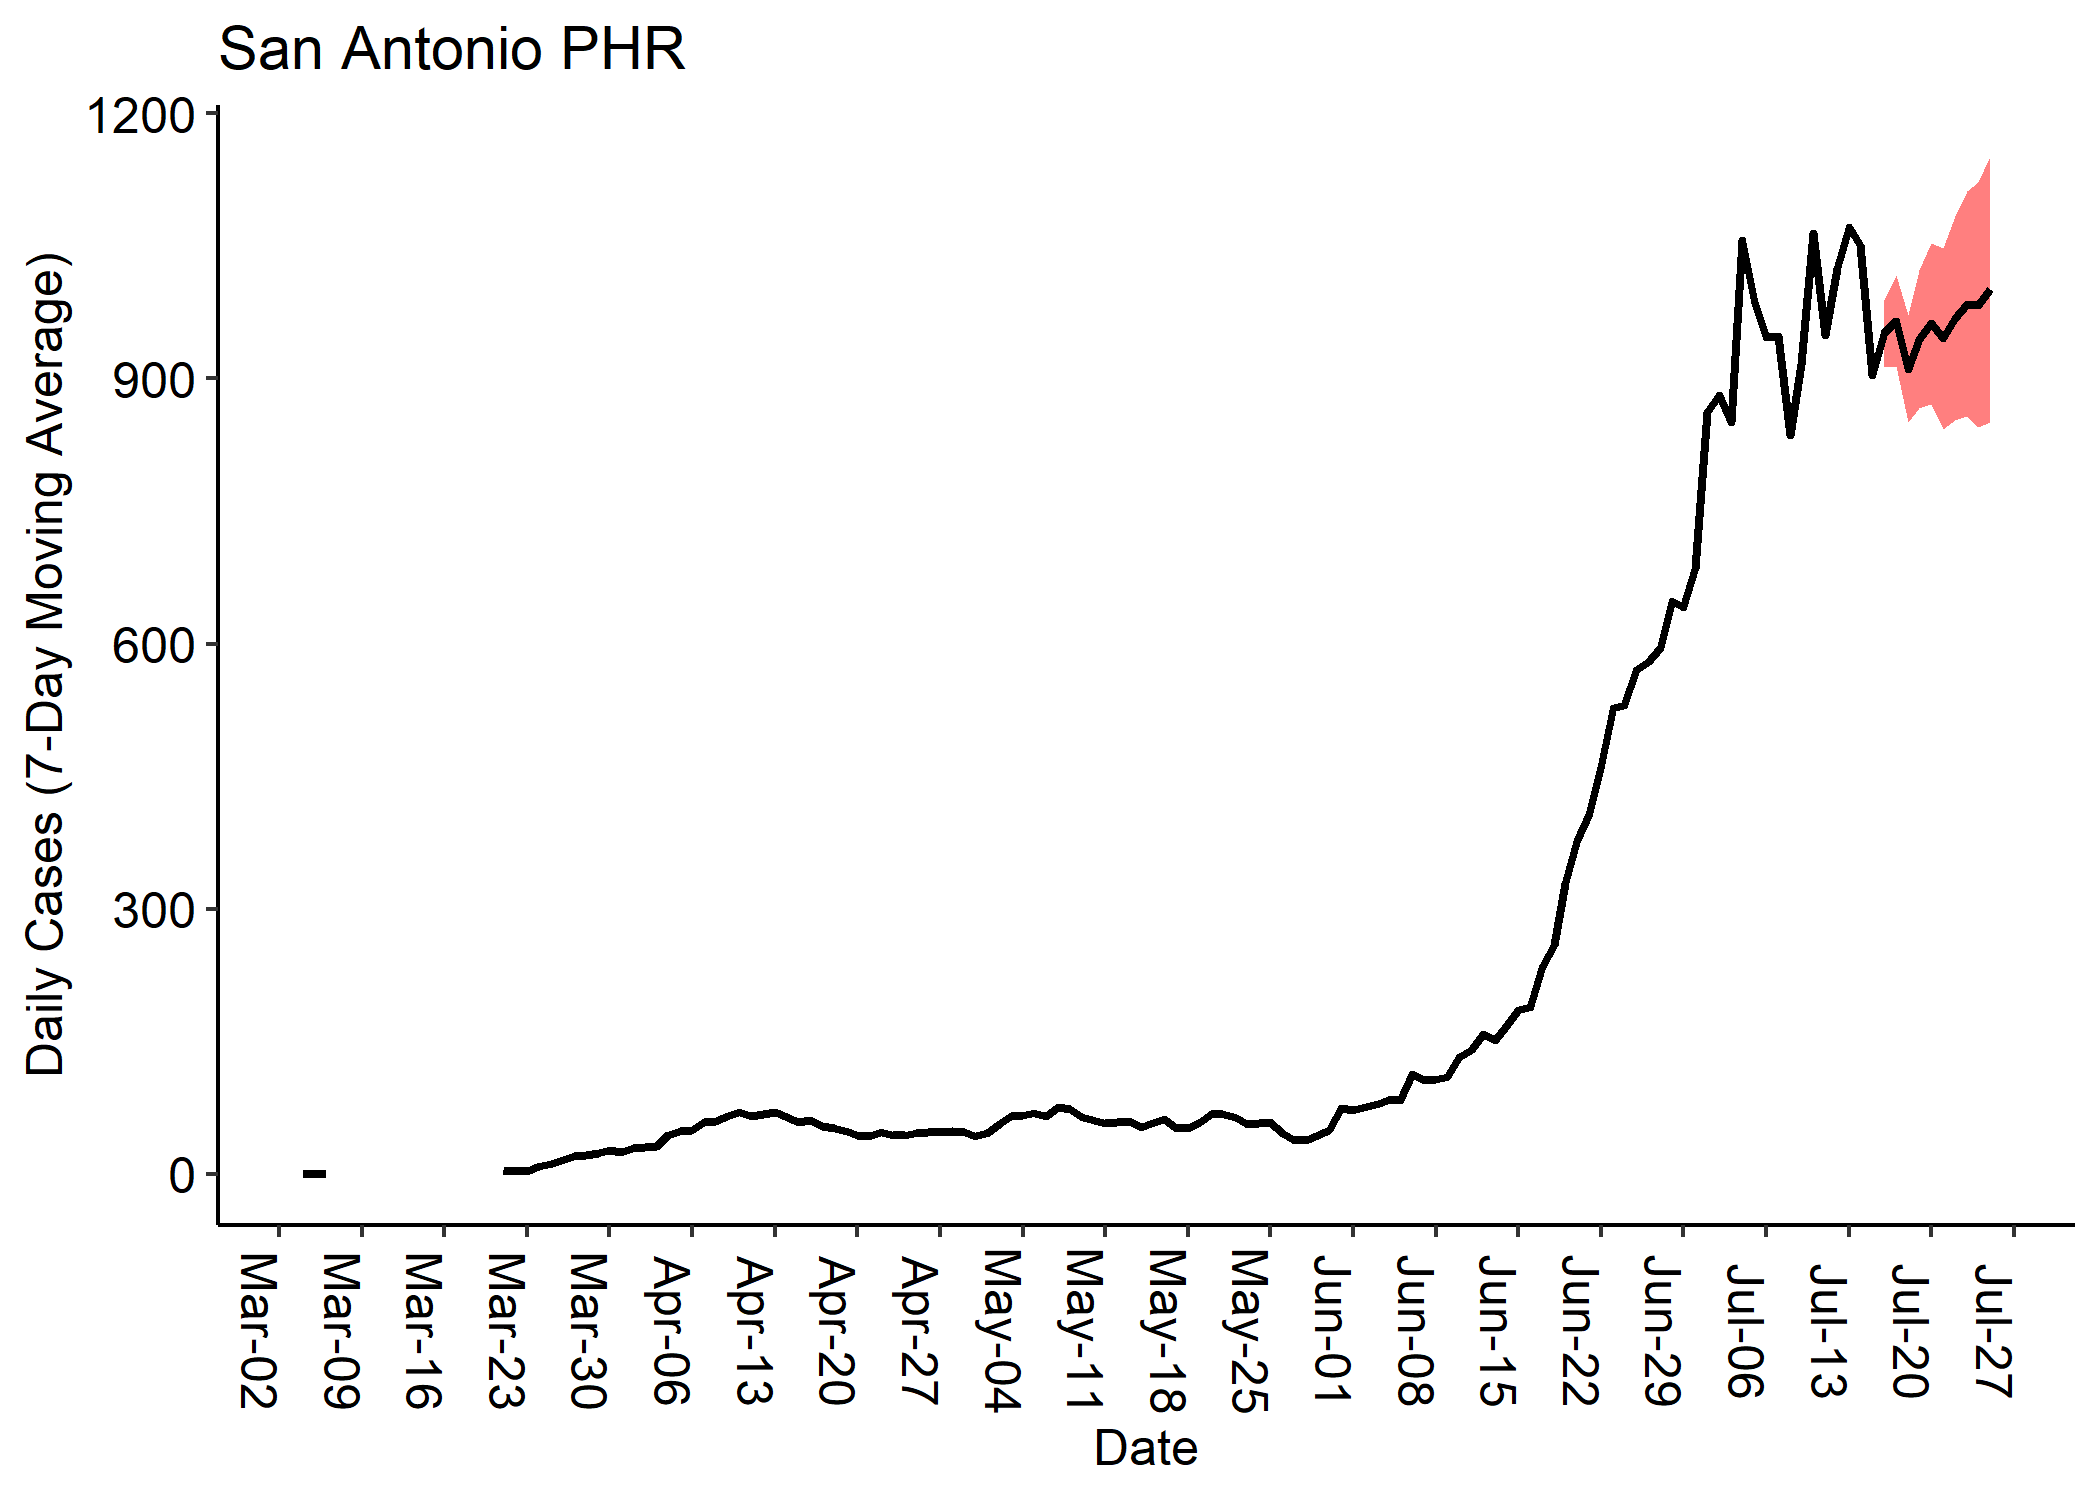 San Antonio PHR
Daily Cases (7-Day Moving Average)
1200
900
600
300
0
Mar-02
Mar-09
Mar-16
Mar-23
Mar-30
Apr-06
Apr-13
Apr-20
Apr-27
May-04
May-11
May-18
May-25
Jun-01
Jun-08
Jun-15
Jun-22
Jun-29
Jul-06
Jul-13
Jul-20
Jul-27
Date